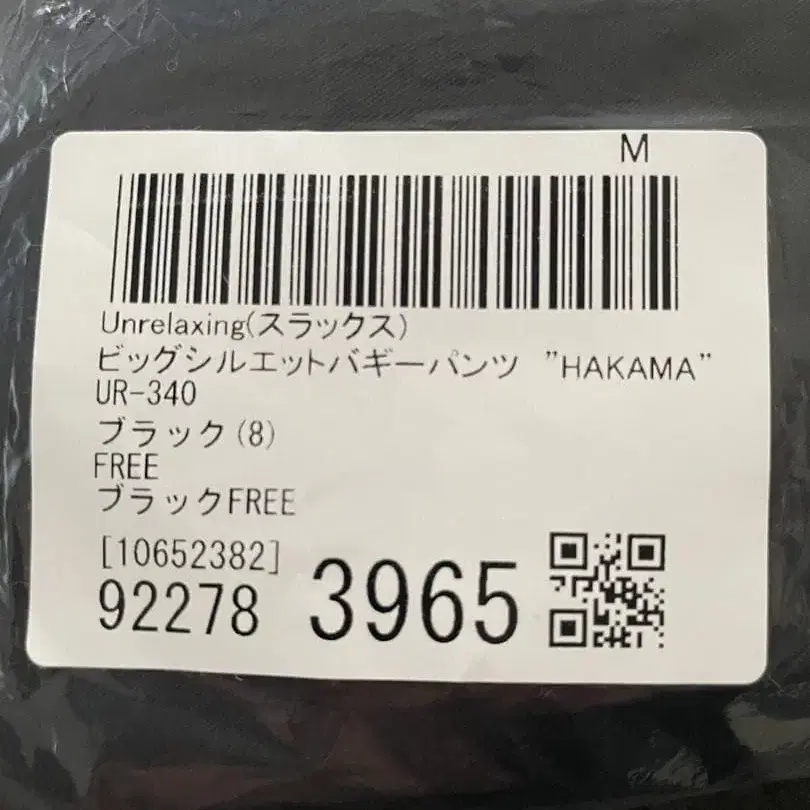 M
Unrelaxing(スラックス)
ビッグシルエットバギーパンツ "HAKAMA"
UR-340
ブラック(8)
FREE
ブラックFREE
[10652382]
92278 3965